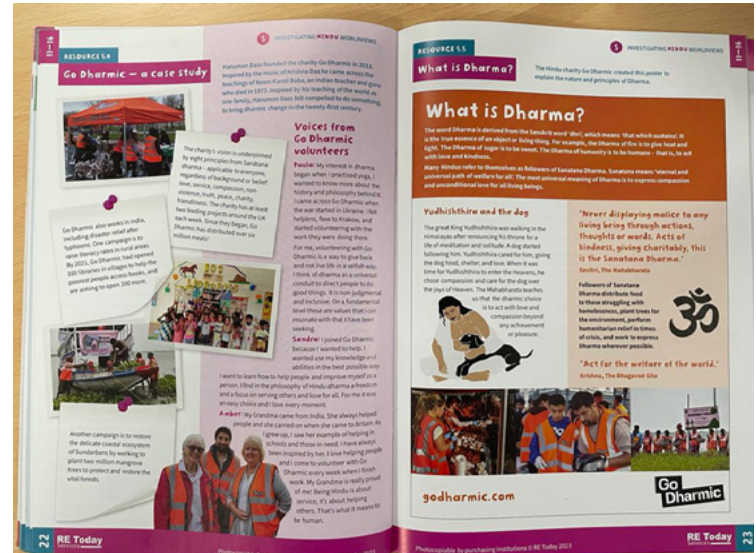 11–16
RESOURCE 5.4
5 INVESTIGATING HINDU WORLDVIEWS
Go Dharmic – a case study
Hanuman Dass founded the charity Go Dharmic in 2011.
Inspired by the music of Krishna Das he came across the
teachings of Neem Karoli Baba, an Indian teacher and guru
who died in 1973. Inspired by his teaching of the world as
one family, Hanuman Dass felt compelled to do something,
to bring dharmic change in the twenty-first century.
The charity's vision is underpinned
by eight principles from Sanatana
dharma – applicable to everyone,
regardless of background or belief:
love, service, compassion, non-
violence, truth, peace, charity,
friendliness. The charity has at least
two feeding projects around the UK
each week. Since they began, Go
Dharmic has distributed over six
million meals!
Go Dharmic also works in India,
including disaster relief after
typhoons. One campaign is to
raise literacy rates in rural areas.
By 2021, Go Dharmic had opened
100 libraries in villages to help the
poorest people access books, and
are aiming to open 200 more.
Another campaign is to restore
the delicate coastal ecosystem
of Sundarbans by working to
plant two million mangrove
trees to protect and restore the
vital forests.
Voices from
Go Dharmic
volunteers
Paula: My interest in dharma
began when I practised yoga. I
wanted to know more about the
history and philosophy behind it.
I came across Go Dharmic when
the war started in Ukraine. I got
helpless, flew to Kraków, and
started volunteering with the
work they were doing there.
For me, volunteering with Go
Dharmic is a way to give back
and not live life in a selfish way.
I think of dharma as a universal
conduit to direct people to do
good things. It is non-judgmental
and inclusive. On a fundamental
level these are values that I can
resonate with that I have been
seeking.
Sandra: I joined Go Dharmic
because I wanted to help. I
wanted use my knowledge and
abilities in the best possible way.
I want to learn how to help people and improve myself as a
person. I find in the philosophy of Hindu dharma a freedom
and a focus on serving others and love for all. For me it was
an easy choice and I love every moment.
Amber: My Grandma came from India. She always helped
people and she carried on when she came to Britain. As
I grew up, I saw her example of helping in
schools and those in need. I have always
been inspired by her. I love helping people
and I come to volunteer with Go
Dharmic every week when I finish
work. My Grandma is really proud
of me! Being Hindu is about
service; it's about helping
others. That's what it means to
be human.
22 RE Today
Services
Photocopiable by purchasing institutions © RE Today 2023
11–16
RESOURCE 5.5
5 INVESTIGATING HINDU WORLDVIEWS
What is Dharma?
The Hindu charity Go Dharmic created this poster to
explain the nature and principles of Dharma.
What is Dharma?
The word Dharma is derived from the Sanskrit word 'dhri', which means 'that which sustains'. It
is the true essence of an object or living thing. For example, the Dharma of fire is to give heat and
light. The Dharma of sugar is to be sweet. The Dharma of humanity is to be humane – that is, to act
with love and kindness.
Many Hindus refer to themselves as followers of Sanatana Dharma. Sanatana means 'eternal and
universal path of welfare for all'. The most universal meaning of Dharma is to express compassion
and unconditional love for all living beings.
Yudhishthira and the dog
The great King Yudhishthira was walking in the
Himalayas after renouncing his throne for a
life of meditation and solitude. A dog started
following him. Yudhishthira cared for him, giving
the dog food, shelter, and love. When it was
time for Yudhishthira to enter the Heavens, he
chose compassion and care for the dog over
the joys of Heaven. The Mahabharata teaches
us that the dharmic choice
is to act with love and
compassion beyond
any achievement
or pleasure.
'Never displaying malice to any
living being through actions,
thoughts or words. Acts of
kindness, giving charitably, this
is the Sanatana Dharma.'
Savitri, The Mahabharata
Followers of Sanatana
Dharma distribute food
to those struggling with
homelessness, plant trees for
the environment, perform
humanitarian relief in times
of crisis, and work to express
Dharma wherever possible.
ॐ
'Act for the welfare of the world.'
Krishna, The Bhagavad Gita
godharmic.com
Go
Dharmic
Photocopiable by purchasing institutions © RE Today 2023
RE Today
Services
23